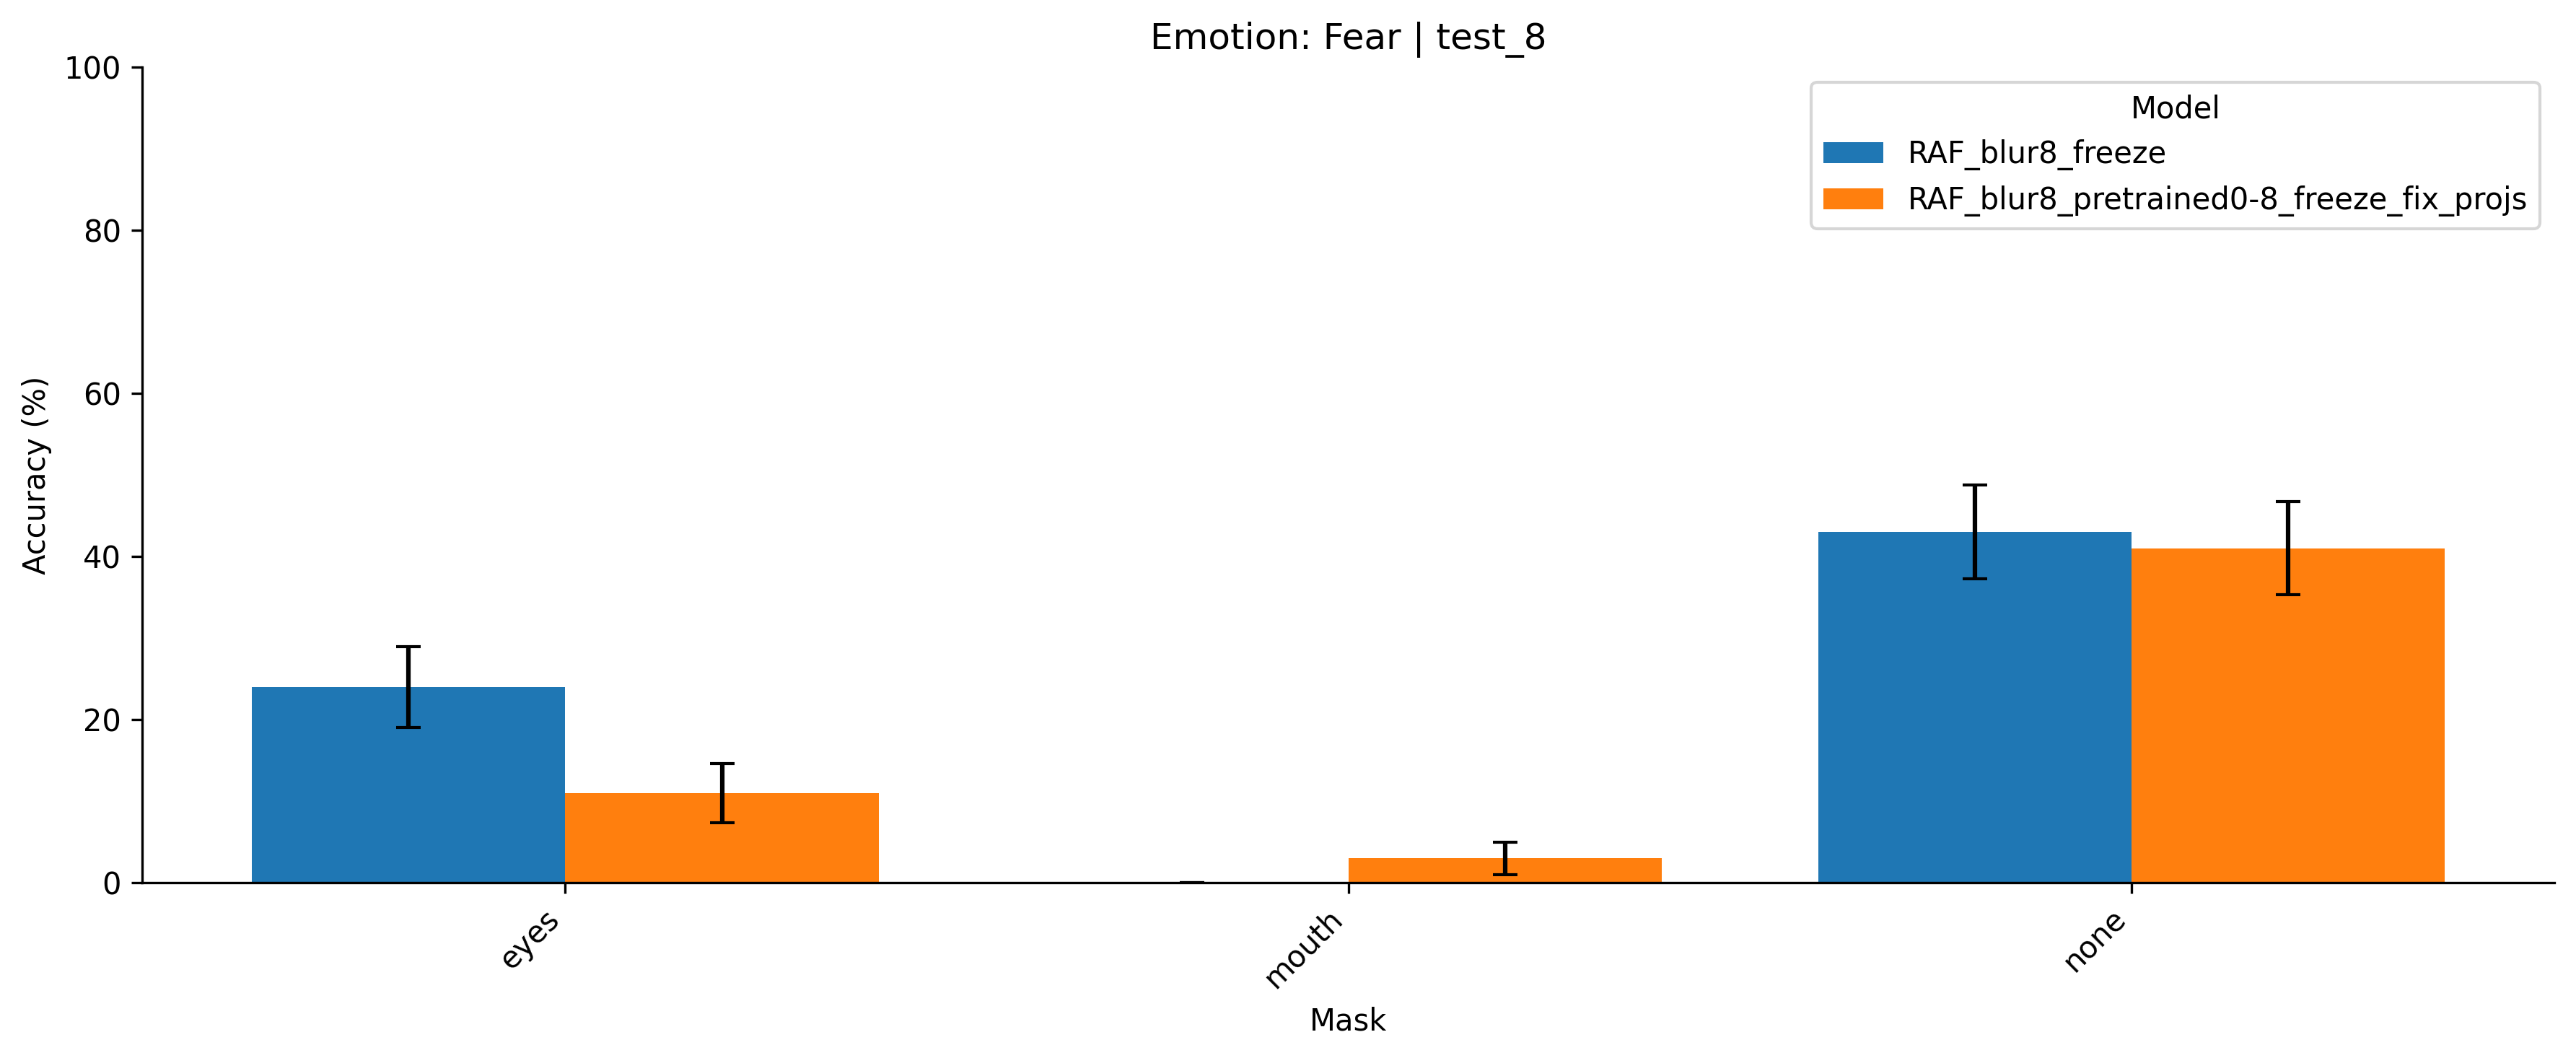 Emotion: Fear | test_8
100
80
60
40
20
0
Accuracy (%)
Model
RAF_blur8_freeze
RAF_blur8_pretrained0-8_freeze_fix_projs
eyes
mouth
none
Mask